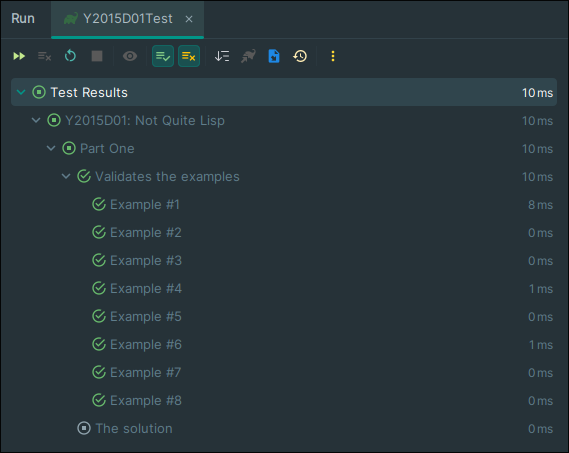 Run Y2015D01Test ×
Test Results 10 ms
Y2015D01: Not Quite Lisp 10 ms
Part One 10 ms
Validates the examples 10 ms
Example #1 8 ms
Example #2 0 ms
Example #3 0 ms
Example #4 1 ms
Example #5 0 ms
Example #6 1 ms
Example #7 0 ms
Example #8 0 ms
The solution 0 ms